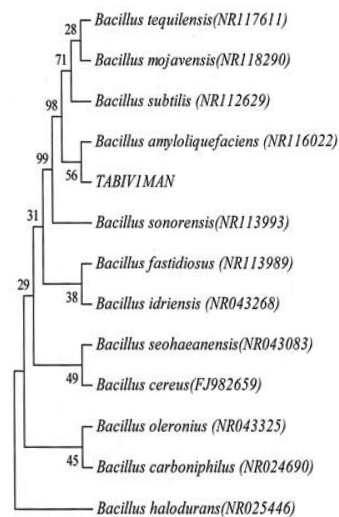 28
Bacillus tequilensis(NR117611)
71
Bacillus mojavensis(NR118290)
98
Bacillus subtilis (NR112629)
Bacillus amyloliquefaciens (NR116022)
99
56
TABIV1MAN
31
Bacillus sonorensis(NR113993)
Bacillus fastidiosus (NR113989)
29
38
Bacillus idriensis (NR043268)
Bacillus seohaeanensis(NR043083)
49
Bacillus cereus(FJ982659)
Bacillus oleronius (NR043325)
45
Bacillus carboniphilus (NR024690)
Bacillus halodurans(NR025446)